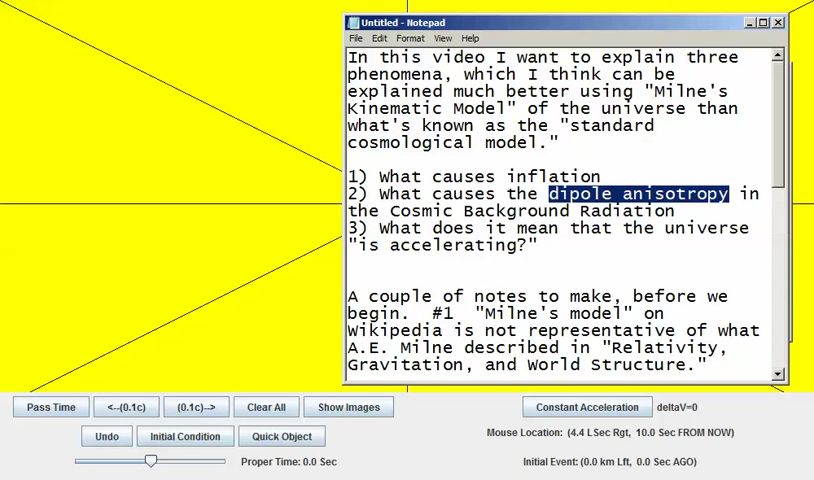 Untitled - Notepad
File Edit Format View Help
In this video I want to explain three
phenomena, which I think can be
explained much better using "Milne's
Kinematic Model" of the universe than
what's known as the "standard
cosmological model."
1) What causes inflation
2) What causes the dipole anisotropy in
the Cosmic Background Radiation
3) What does it mean that the universe
"is accelerating?"
A couple of notes to make, before we
begin. #1 "Milne's model" on
Wikipedia is not representative of what
A.E. Milne described in "Relativity,
Gravitation, and World Structure."
Pass Time <--(0.1c) (0.1c)--> Clear All Show Images Constant Acceleration deltaV=0
Undo Initial Condition Quick Object Mouse Location: (4.4 LSec Rgt, 10.0 Sec FROM NOW)
Proper Time: 0.0 Sec Initial Event: (0.0 km Lft, 0.0 Sec AGO)